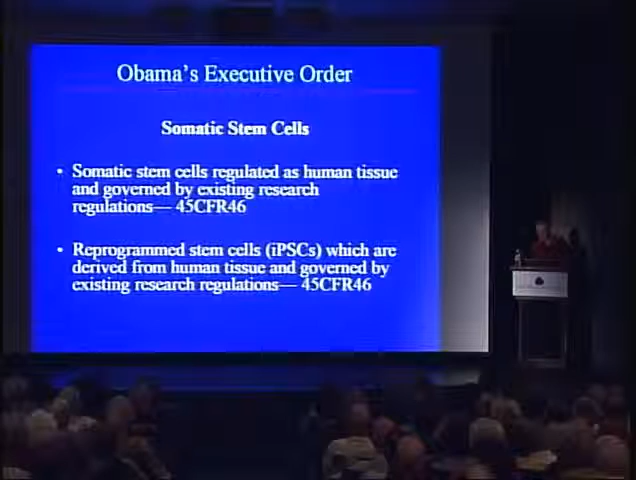 Obama's Executive Order
Somatic Stem Cells
• Somatic stem cells regulated as human tissue
and governed by existing research
regulations— 45CFR46
• Reprogrammed stem cells (iPSCs) which are
derived from human tissue and governed by
existing research regulations— 45CFR46